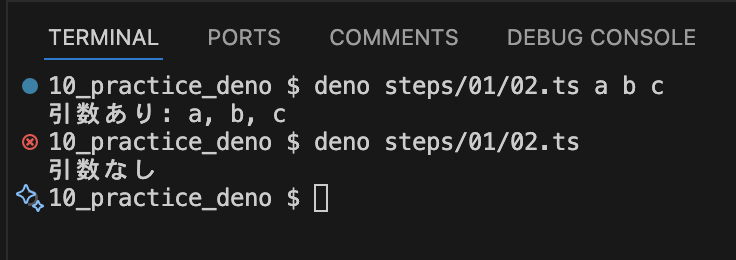 TERMINAL PORTS COMMENTS DEBUG CONSOLE
10_practice_deno $ deno steps/01/02.ts a b c
引数あり: a, b, c
10_practice_deno $ deno steps/01/02.ts
引数なし
10_practice_deno $